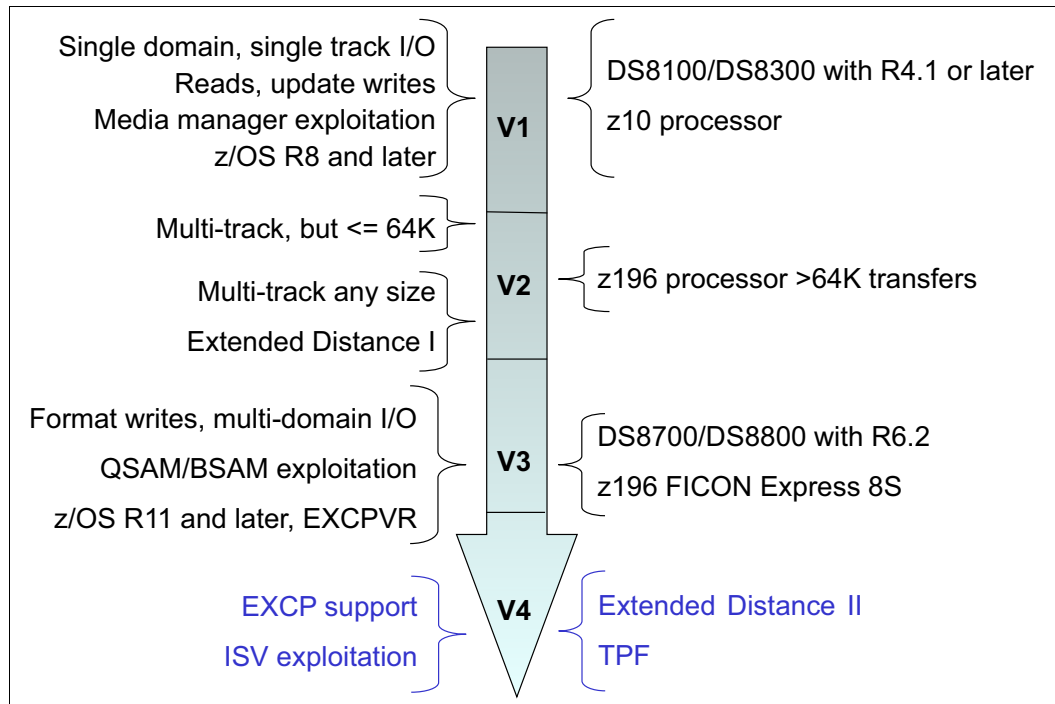 Single domain, single track I/O
Reads, update writes
Media manager exploitation
z/OS R8 and later
V1
DS8100/DS8300 with R4.1 or later
z10 processor
Multi-track, but <= 64K
Multi-track any size
Extended Distance I
V2
z196 processor >64K transfers
Format writes, multi-domain I/O
QSAM/BSAM exploitation
z/OS R11 and later, EXCPVR
V3
DS8700/DS8800 with R6.2
z196 FICON Express 8S
EXCP support
ISV exploitation
V4
Extended Distance II
TPF